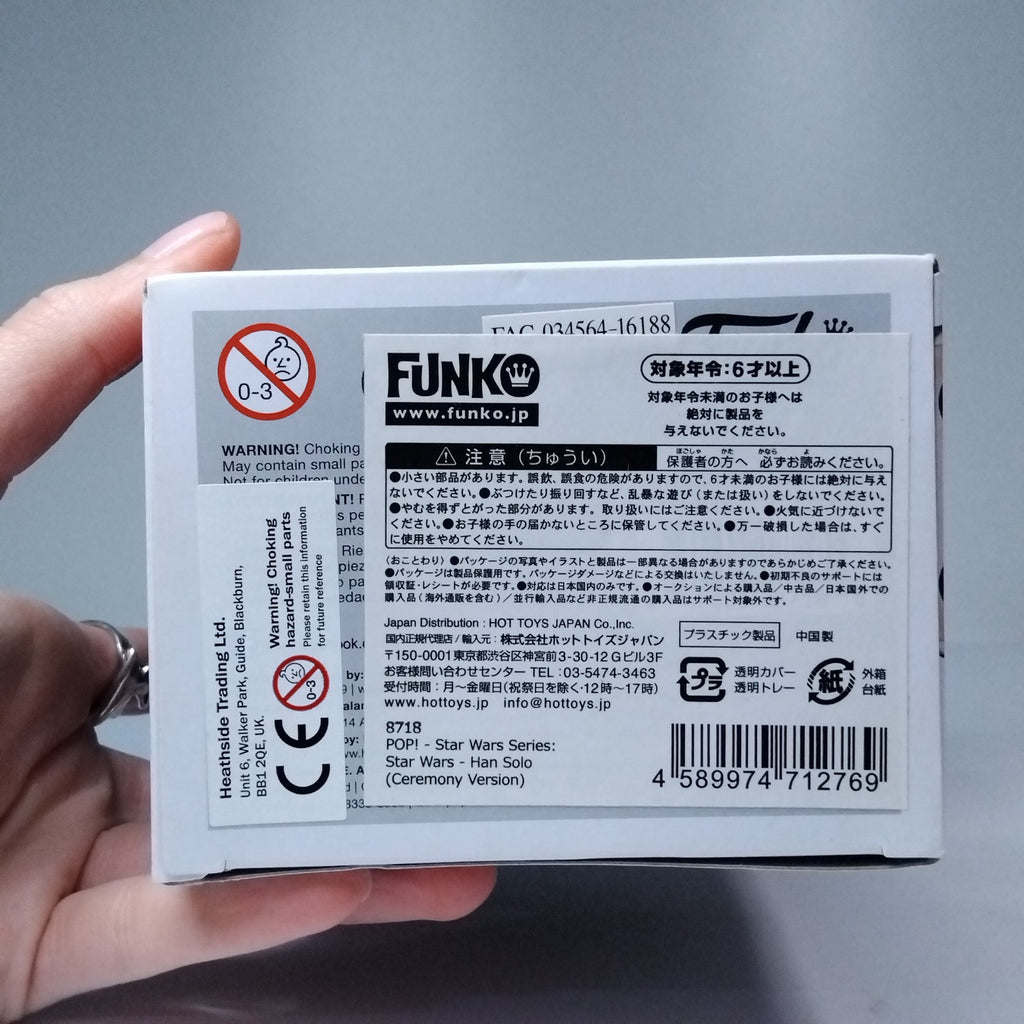 FAC 034564-16188
0-3
WARNING! Choking
May contain small pa
Not for children unde
FUNKO
www.funko.jp
対象年令:6才以上
対象年令未満のお子様へは
絶対に製品を
与えないでください。
⚠ 注意 (ちゅうい)
保護者の方へ 必ずお読みください。
●小さい部品があります。誤飲、誤食の危険がありますので、6才未満のお子様には絶対に与え
ないでください。●ぶつけたり振り回すなど、乱暴な遊び (または扱い) をしないでください。
●やむを得ずとがった部分があります。取り扱いにはご注意ください。●火気に近づけないで
ください。●お子様の手の届かないところに保管してください。●万一破損した場合は、すぐ
に使用をやめてください。
(おことわり) ●パッケージの写真やイラストと製品は一部異なる場合がありますのであらかじめご了承ください。
●パッケージは製品保護用です。パッケージダメージなどによる交換はいたしません。●初期不良のサポートには
領収証・レシートが必要です。●対応は日本国内のみです。●オークションによる購入品/中古品/日本国外での
購入品 (海外通販を含む) /並行輸入品など非正規流通の購入品はサポート対象外です。
Japan Distribution : HOT TOYS JAPAN Co.,Inc.
国内正規代理店 / 輸入元 : 株式会社ホットトイズジャパン
〒150-0001 東京都渋谷区神宮前3-30-12 Gビル3F
お客様問い合わせセンター TEL : 03-5474-3463
受付時間 : 月~金曜日(祝祭日を除く・12時~17時)
www.hottoys.jp info@hottoys.jp
プラスチック製品 中国製
プラ 透明カバー
透明トレー
紙 外箱
台紙
8718
POP! - Star Wars Series:
Star Wars - Han Solo
(Ceremony Version)
4 589974 712769
Heathside Trading Ltd.
Unit 6, Walker Park, Guide, Blackburn,
BB1 2QE, UK.
Warning! Choking
hazard-small parts
Please retain this information
for future reference
0-3
CE